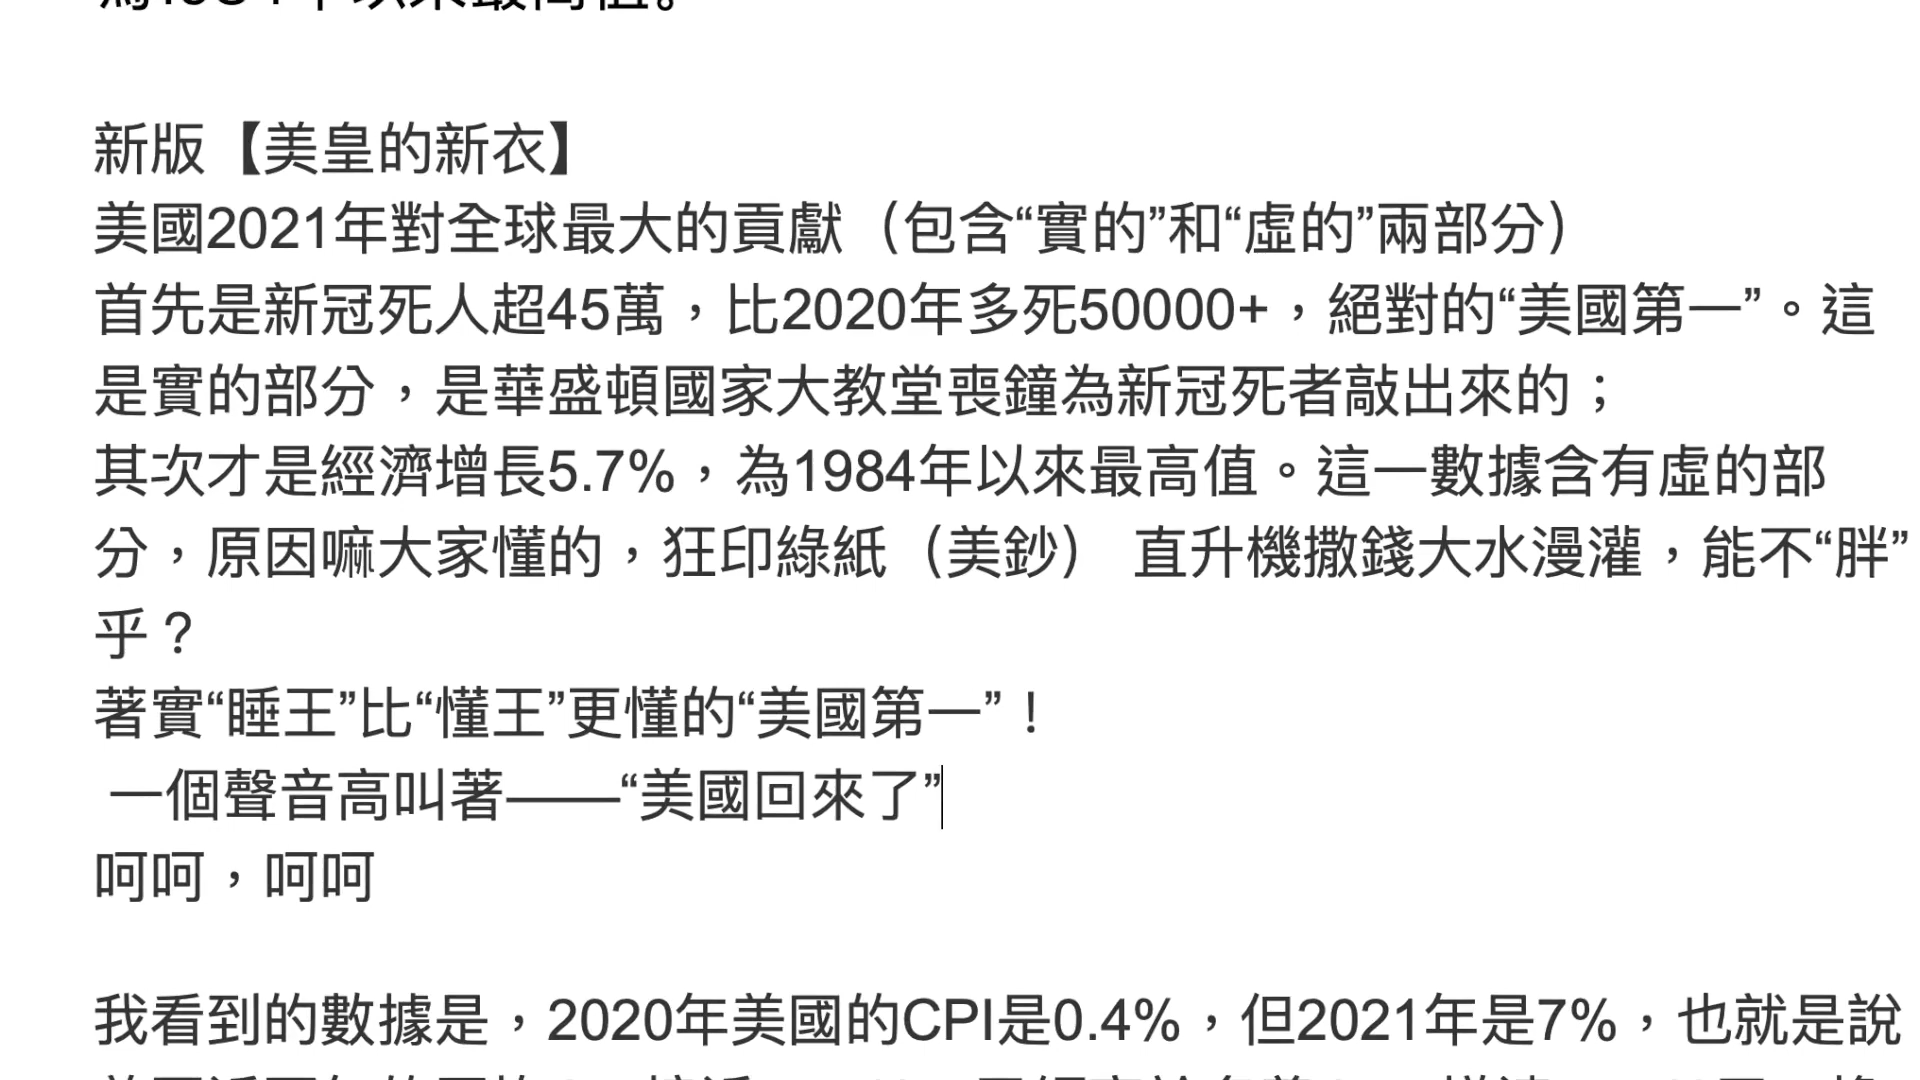 新版【美皇的新衣】
美國2021年對全球最大的貢獻（包含“實的”和“虛的”兩部分）
首先是新冠死人超45萬，比2020年多死50000+，絕對的“美國第一”。這
是實的部分，是華盛頓國家大教堂喪鐘為新冠死者敲出來的；
其次才是經濟增長5.7%，為1984年以來最高值。這一數據含有虛的部
分，原因嘛大家懂的，狂印綠紙（美鈔） 直升機撒錢大水漫灌，能不“胖”
乎？
著實“睡王”比“懂王”更懂的“美國第一”！
一個聲音高叫著——“美國回來了”
呵呵，呵呵
我看到的數據是，2020年美國的CPI是0.4%，但2021年是7%，也就是說